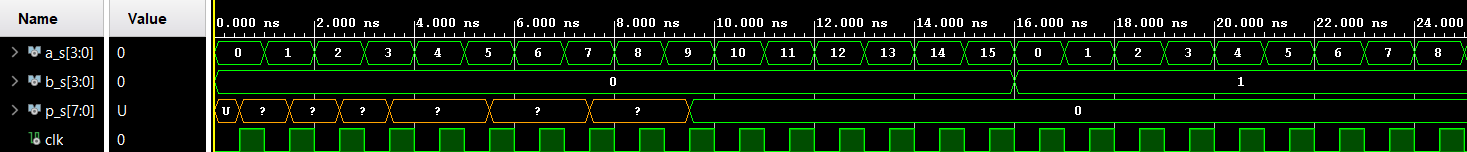 Name Value 0.000 ns 2.000 ns 4.000 ns 6.000 ns 8.000 ns 10.000 ns 12.000 ns 14.000 ns 16.000 ns 18.000 ns 20.000 ns 22.000 ns 24.000
a_s[3:0] 0 0 1 2 3 4 5 6 7 8 9 10 11 12 13 14 15 0 1 2 3 4 5 6 7 8
b_s[3:0] 0 0 1
p_s[7:0] U U ? ? ? ? ? ? 0
clk 0